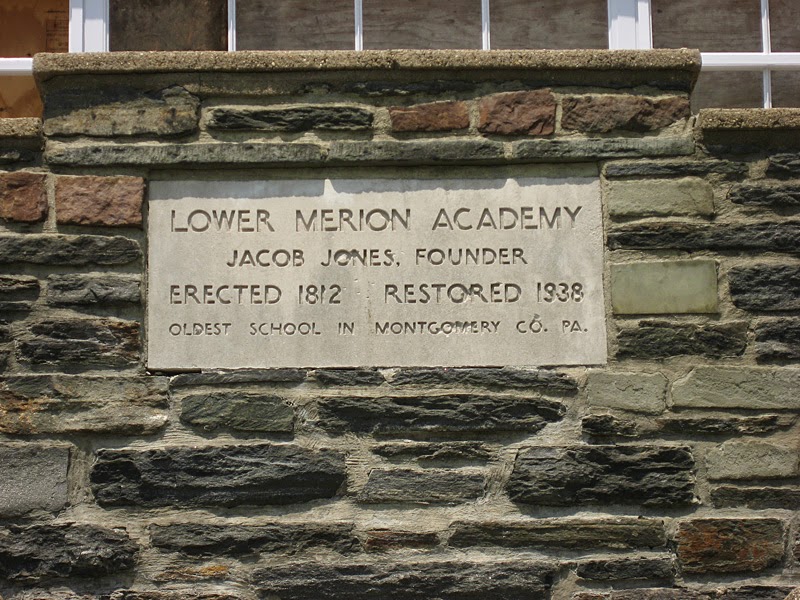 LOWER MERION ACADEMY
JACOB JONES, FOUNDER
ERECTED 1812 RESTORED 1938
OLDEST SCHOOL IN MONTGOMERY CO. PA.